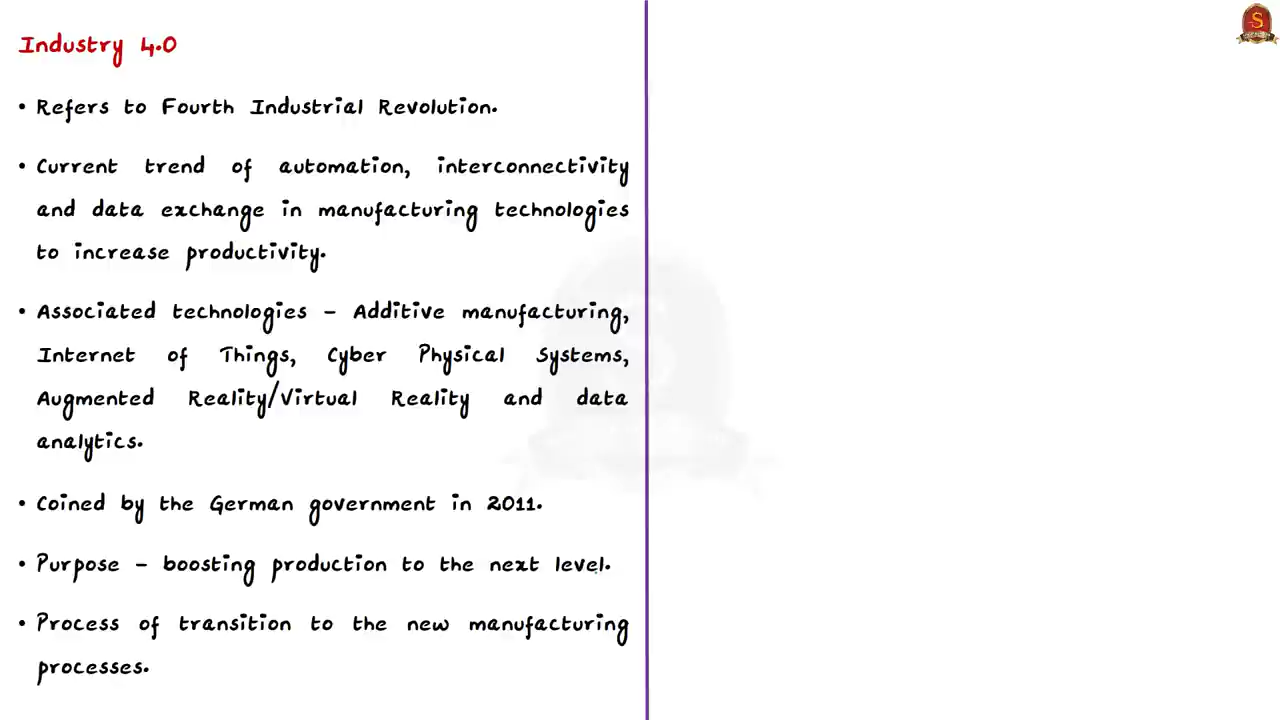 Industry 4.0
• Refers to Fourth Industrial Revolution.
• Current trend of automation, interconnectivity
and data exchange in manufacturing technologies
to increase productivity.
• Associated technologies – Additive manufacturing,
Internet of Things, Cyber Physical Systems,
Augmented Reality/Virtual Reality and data
analytics.
• Coined by the German government in 2011.
• Purpose – boosting production to the next level.
• Process of transition to the new manufacturing
processes.